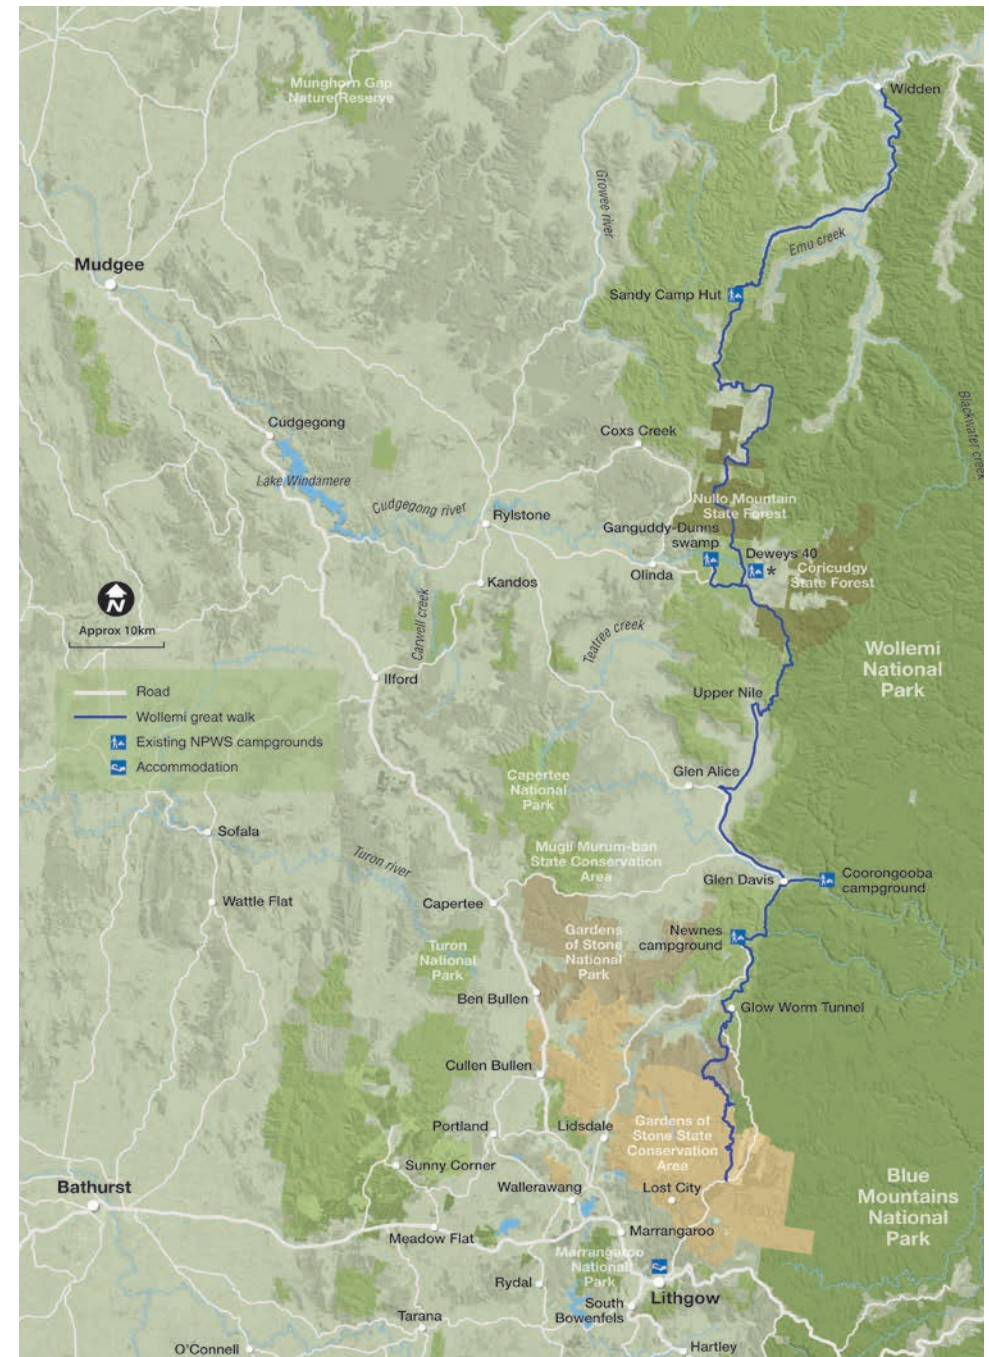 Munghorn Gap
Nature Reserve
Widden
Growee river
Emu creek
Mudgee
Sandy Camp Hut
Blackwater creek
Cudgegong
Coxs Creek
Lake Windamere
Cudgegong river
Rylstone
Nullo Mountain
State Forest
Ganguddy-Dunns
swamp
Deweys 40
*
Coricudgy
State Forest
Olinda
Kandos
N
Approx 10km
Carwell creek
Teatree creek
Wollemi
National
Park
Ilford
Upper Nile
Road
Wollemi great walk
Existing NPWS campgrounds
Accommodation
Capertee
National
Park
Glen Alice
Sofala
Turon river
Mugii Murum-ban
State Conservation
Area
Glen Davis
Coorongooba
campground
Wattle Flat
Capertee
Gardens
of Stone
National
Park
Newnes
campground
Turon
National
Park
Ben Bullen
Glow Worm Tunnel
Cullen Bullen
Portland
Lidsdale
Gardens of
Stone State
Conservation
Area
Sunny Corner
Bathurst
Wallerawang
Lost City
Blue
Mountains
National
Park
Meadow Flat
Marrangaroo
Marrangaroo
National
Park
Rydal
Lithgow
South
Bowenfels
Tarana
O'Connell
Hartley